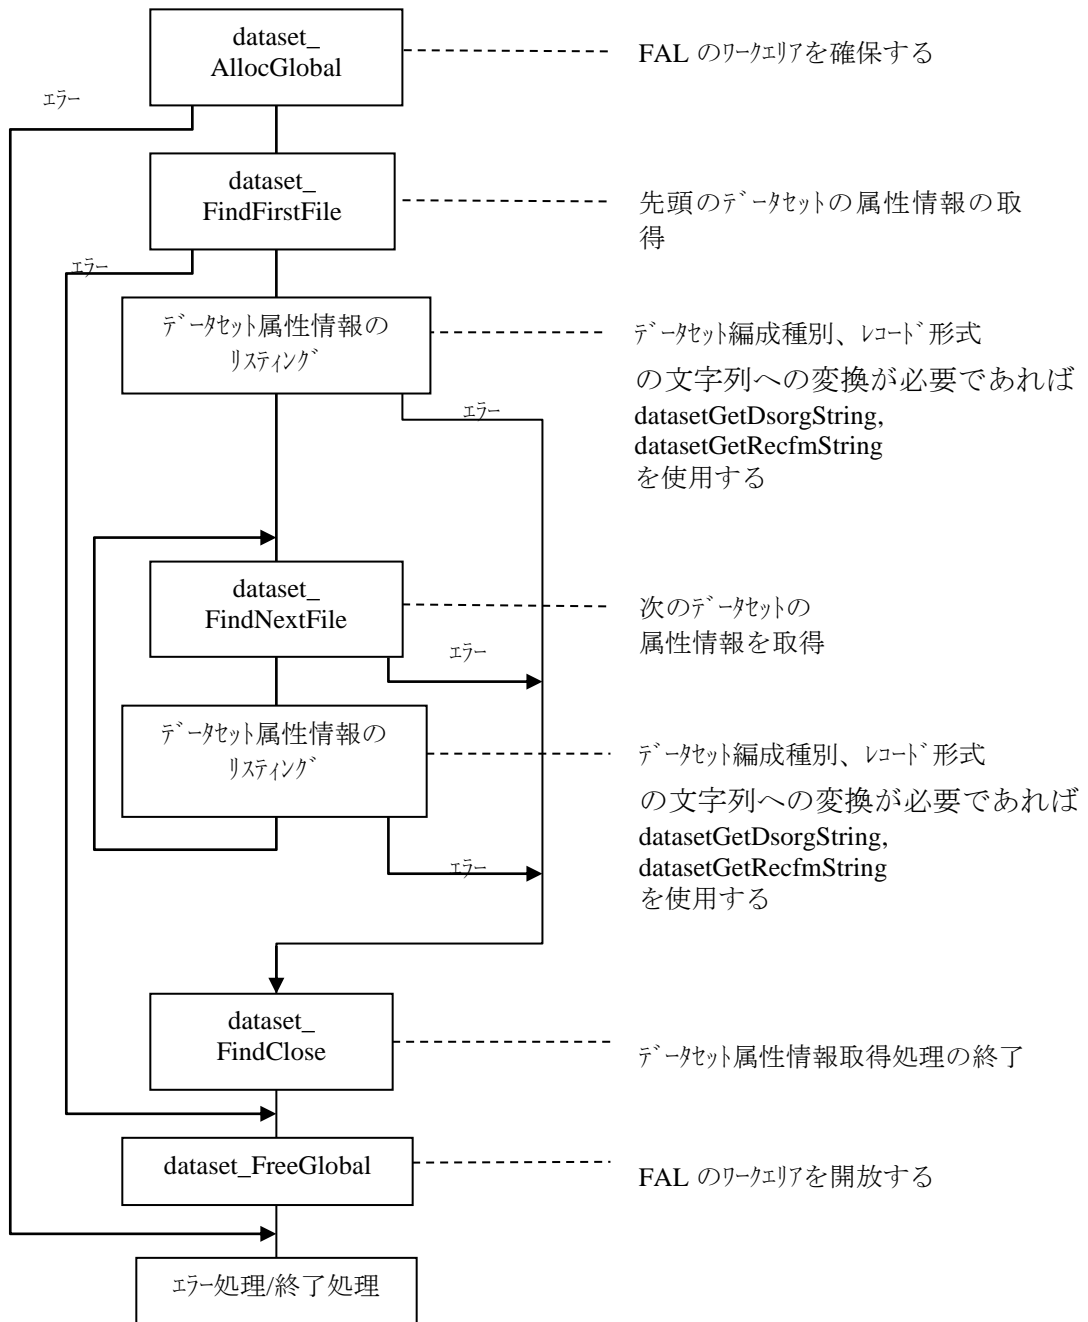 dataset_
AllocGlobal
FAL のﾜｰｸｴﾘｱを確保する
ｴﾗｰ
dataset_
FindFirstFile
先頭のﾃﾞｰﾀｾｯﾄの属性情報の取
得
ｴﾗｰ
ﾃﾞｰﾀｾｯﾄ属性情報の
ﾘｽﾃｨﾝｸﾞ
ﾃﾞｰﾀｾｯﾄ編成種別、ﾚｺｰﾄﾞ形式
の文字列への変換が必要であれば
datasetGetDsorgString,
datasetGetRecfmString
を使用する
ｴﾗｰ
dataset_
FindNextFile
次のﾃﾞｰﾀｾｯﾄの
属性情報を取得
ｴﾗｰ
ﾃﾞｰﾀｾｯﾄ属性情報の
ﾘｽﾃｨﾝｸﾞ
ﾃﾞｰﾀｾｯﾄ編成種別、ﾚｺｰﾄﾞ形式
の文字列への変換が必要であれば
datasetGetDsorgString,
datasetGetRecfmString
を使用する
ｴﾗｰ
dataset_
FindClose
ﾃﾞｰﾀｾｯﾄ属性情報取得処理の終了
dataset_FreeGlobal
FAL のﾜｰｸｴﾘｱを開放する
ｴﾗｰ処理/終了処理